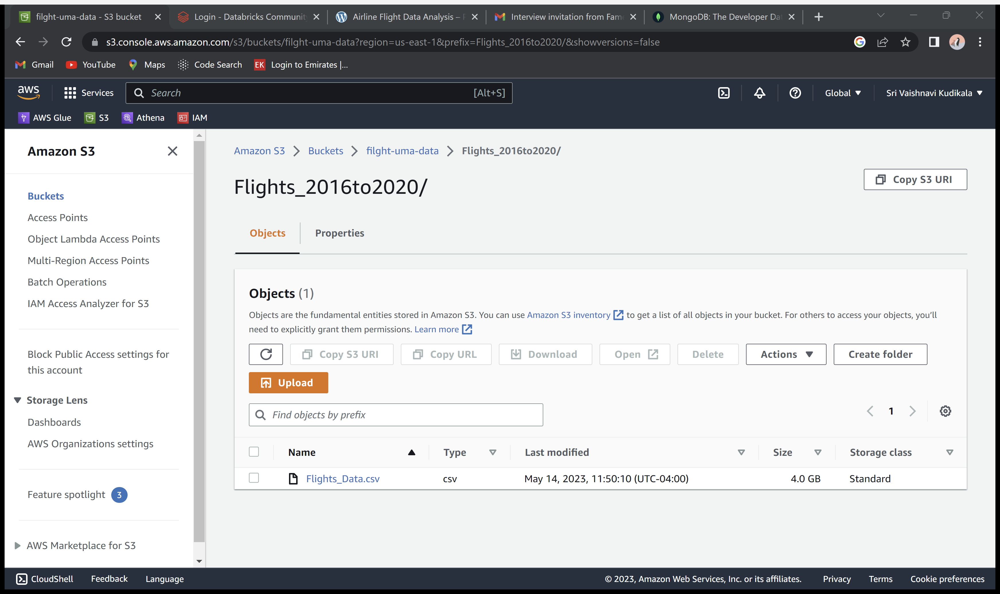 filght-uma-data - S3 bucket
Login - Databricks Community
Airline Flight Data Analysis –
Interview invitation from Fam
MongoDB: The Developer Da
s3.console.aws.amazon.com/s3/buckets/filght-uma-data?region=us-east-1&prefix=Flights_2016to2020/&showversions=false
Gmail YouTube Maps Code Search EK Login to Emirates |...
aws Services Search [Alt+S] Global Sri Vaishnavi Kudikala
AWS Glue S3 Athena IAM
Amazon S3
Buckets
Access Points
Object Lambda Access Points
Multi-Region Access Points
Batch Operations
IAM Access Analyzer for S3
Block Public Access settings for
this account
Storage Lens
Dashboards
AWS Organizations settings
Feature spotlight 3
AWS Marketplace for S3
Amazon S3 Buckets filght-uma-data Flights_2016to2020/
Flights_2016to2020/
Copy S3 URI
Objects Properties
Objects (1)
Objects are the fundamental entities stored in Amazon S3. You can use Amazon S3 inventory to get a list of all objects in your bucket. For others to access your objects, you’ll
need to explicitly grant them permissions. Learn more
Copy S3 URI Copy URL Download Open Delete Actions Create folder
Upload
Find objects by prefix
1
Name Type Last modified Size Storage class
Flights_Data.csv csv May 14, 2023, 11:50:10 (UTC-04:00) 4.0 GB Standard
CloudShell Feedback Language © 2023, Amazon Web Services, Inc. or its affiliates. Privacy Terms Cookie preferences